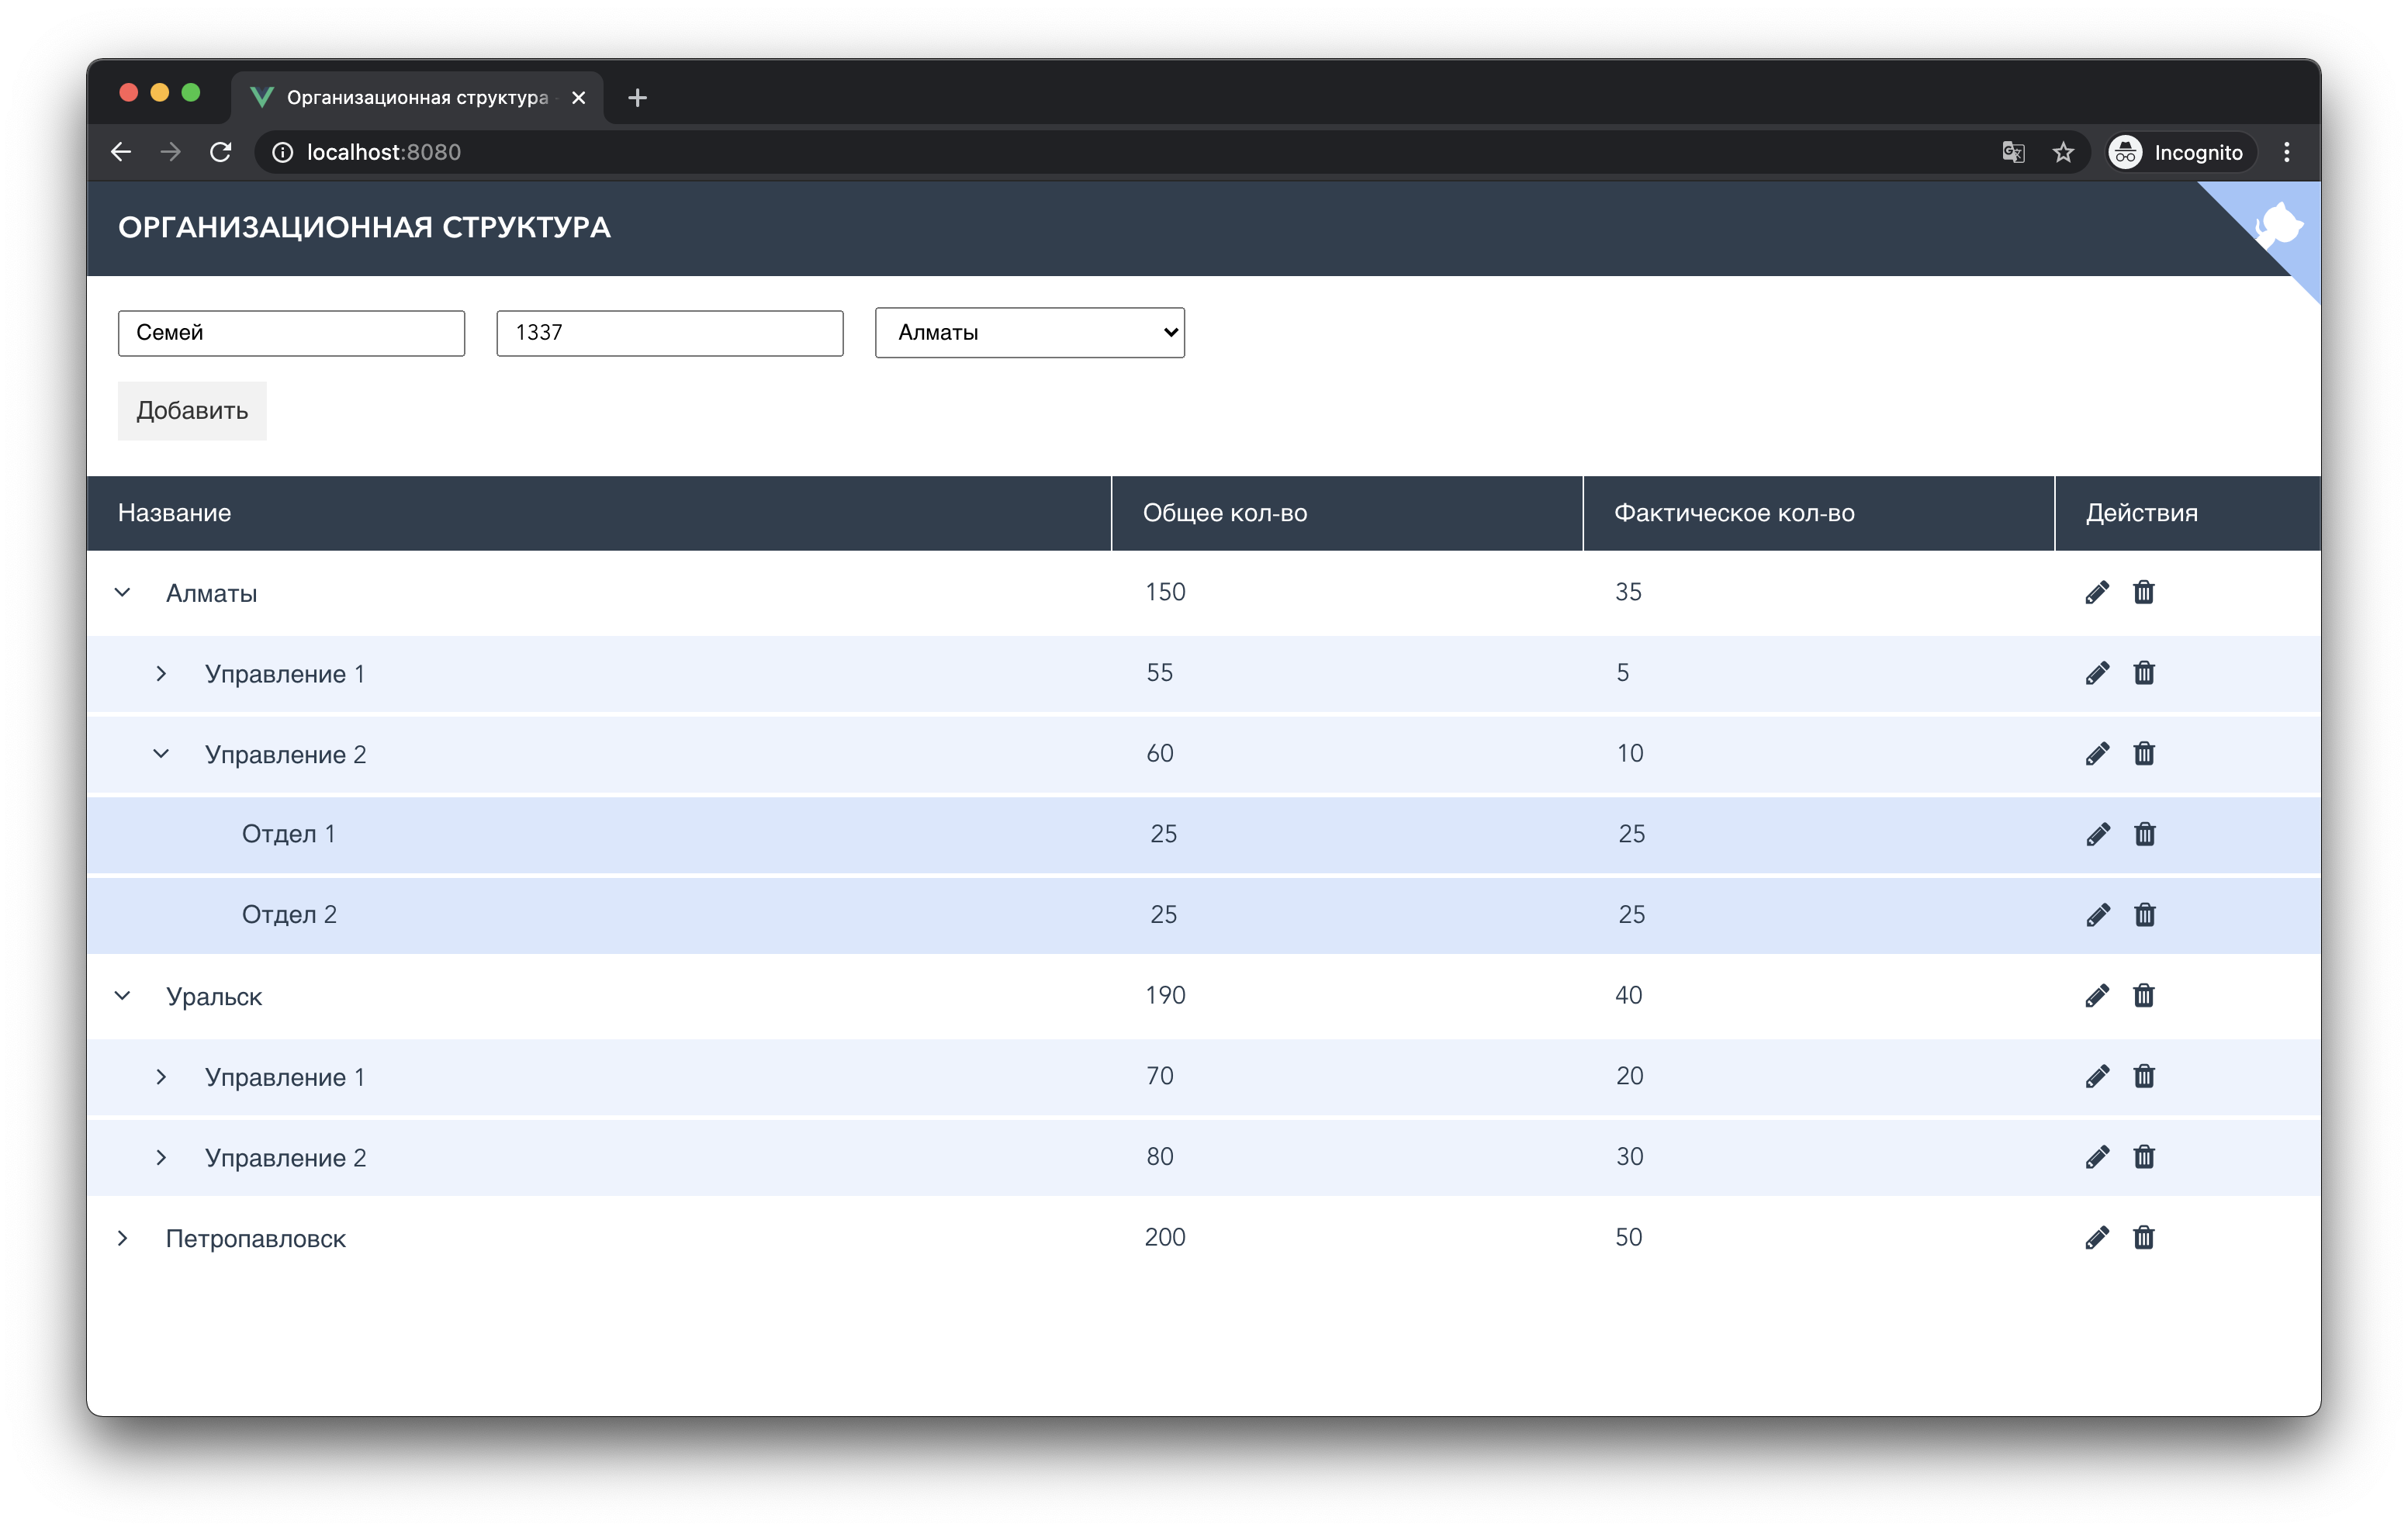 Организационная структура
localhost:8080
Incognito
ОРГАНИЗАЦИОННАЯ СТРУКТУРА
Семей 1337 Алматы
Добавить
Название Общее кол-во Фактическое кол-во Действия
Алматы 150 35
Управление 1 55 5
Управление 2 60 10
Отдел 1 25 25
Отдел 2 25 25
Уральск 190 40
Управление 1 70 20
Управление 2 80 30
Петропавловск 200 50